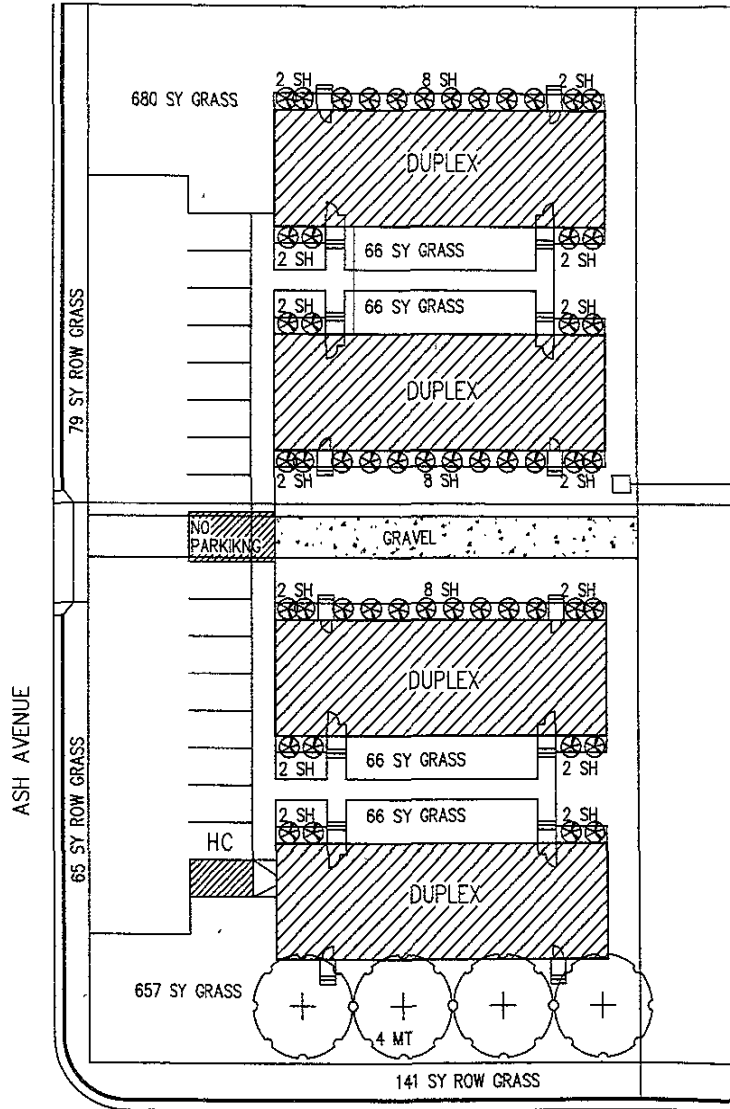 2 SH
8 SH
2 SH
680 SY GRASS
DUPLEX
66 SY GRASS
2 SH
2 SH
2 SH
66 SY GRASS
2 SH
79 SY ROW GRASS
DUPLEX
2 SH
8 SH
2 SH
NO
PARKIKNG
GRAVEL
2 SH
8 SH
2 SH
DUPLEX
ASH AVENUE
66 SY GRASS
2 SH
2 SH
2 SH
66 SY GRASS
2 SH
65 SY ROW GRASS
HC
DUPLEX
657 SY GRASS
4 MT
141 SY ROW GRASS